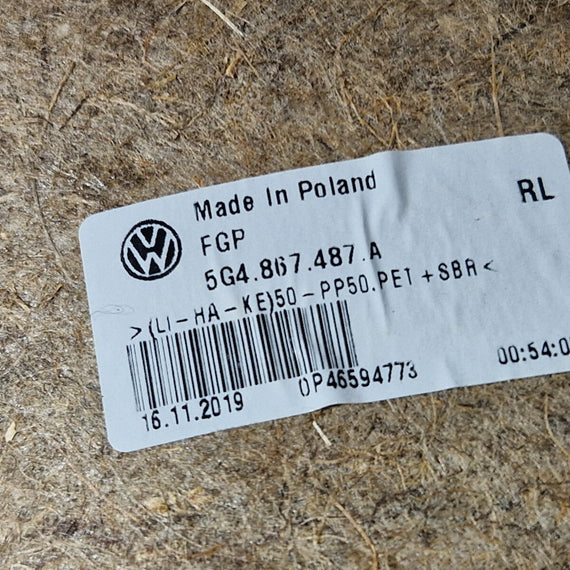 Made In Poland
RL
FGP
5G4.867.487.A
>(LI-HA-KE)50-PP50.PET+SBR<
16.11.2019
0P46594773
00:54:0